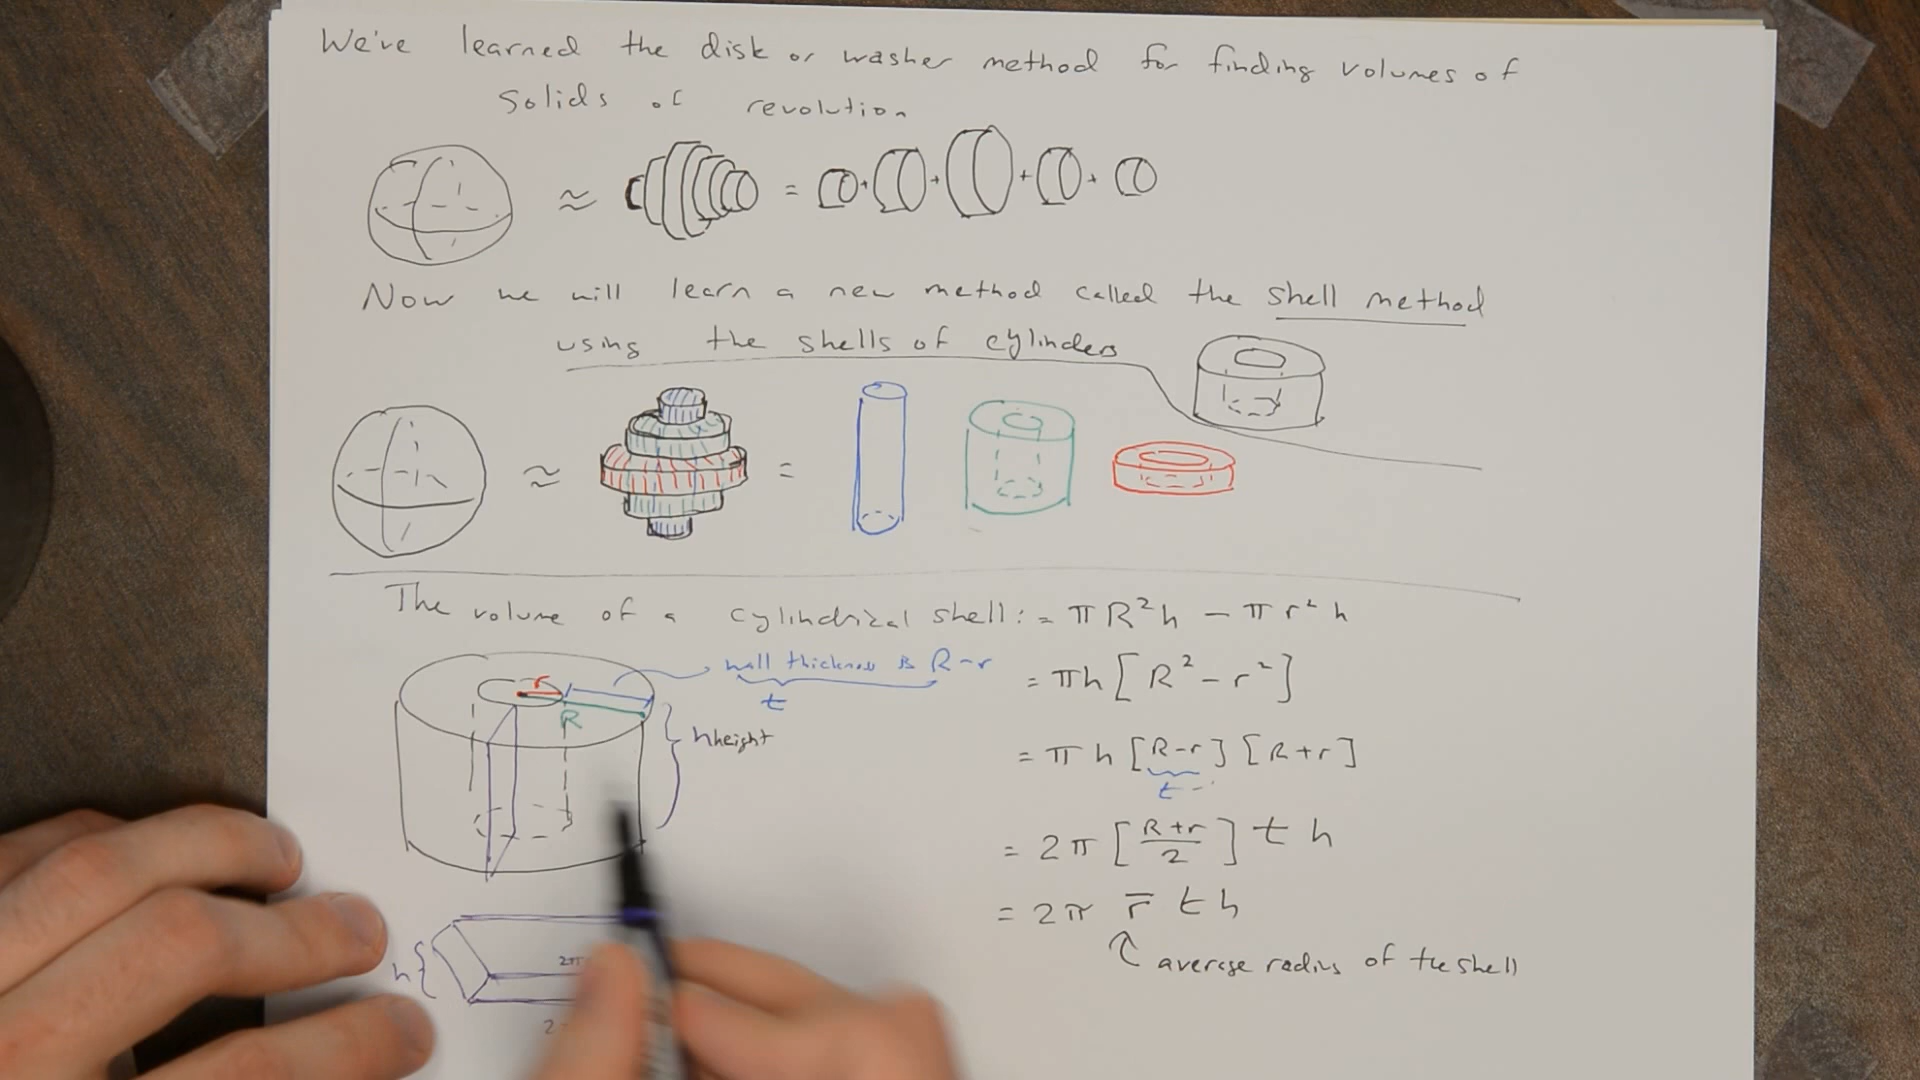 We've learned the disk or washer method for finding volumes of
solids of revolution
≈ = + + + +
Now we will learn a new method called the shell method
using the shells of cylinders
≈ =
The volume of a cylindrical shell: = πR²h − πr²h
wall thickness is R−r
t
r
R
h height
= πh[R² − r²]
= πh[R−r][R+r]
t
= 2π[R+r/2] t h
= 2π r̄ t h
average radius of the shell
h
2π
2